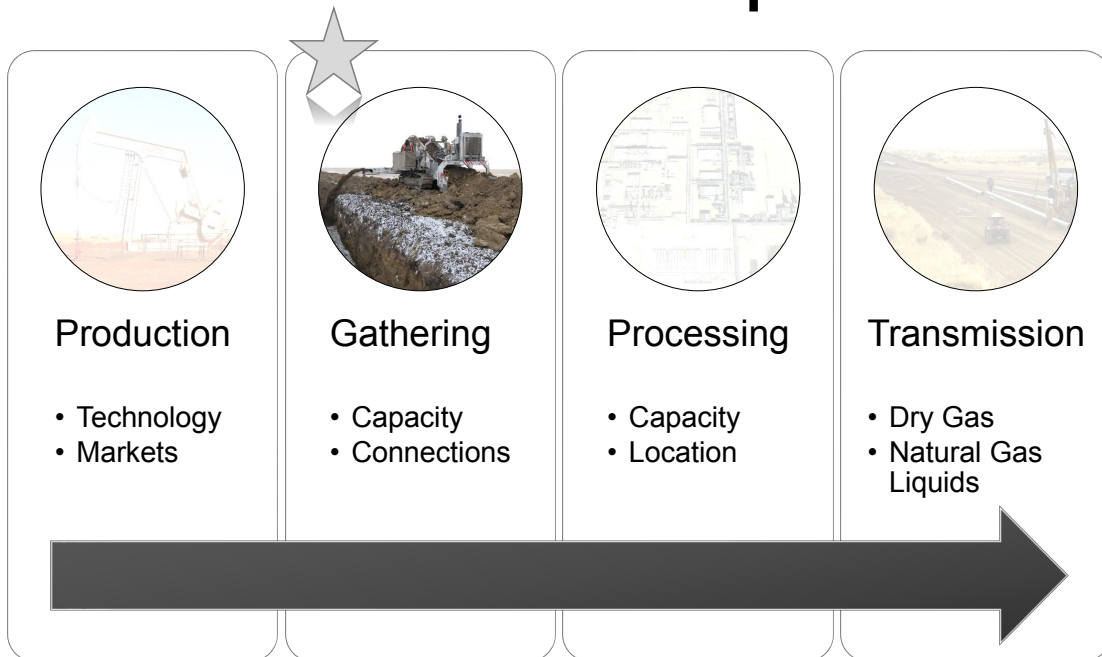 Production
• Technology
• Markets
Gathering
• Capacity
• Connections
Processing
• Capacity
• Location
Transmission
• Dry Gas
• Natural Gas
Liquids